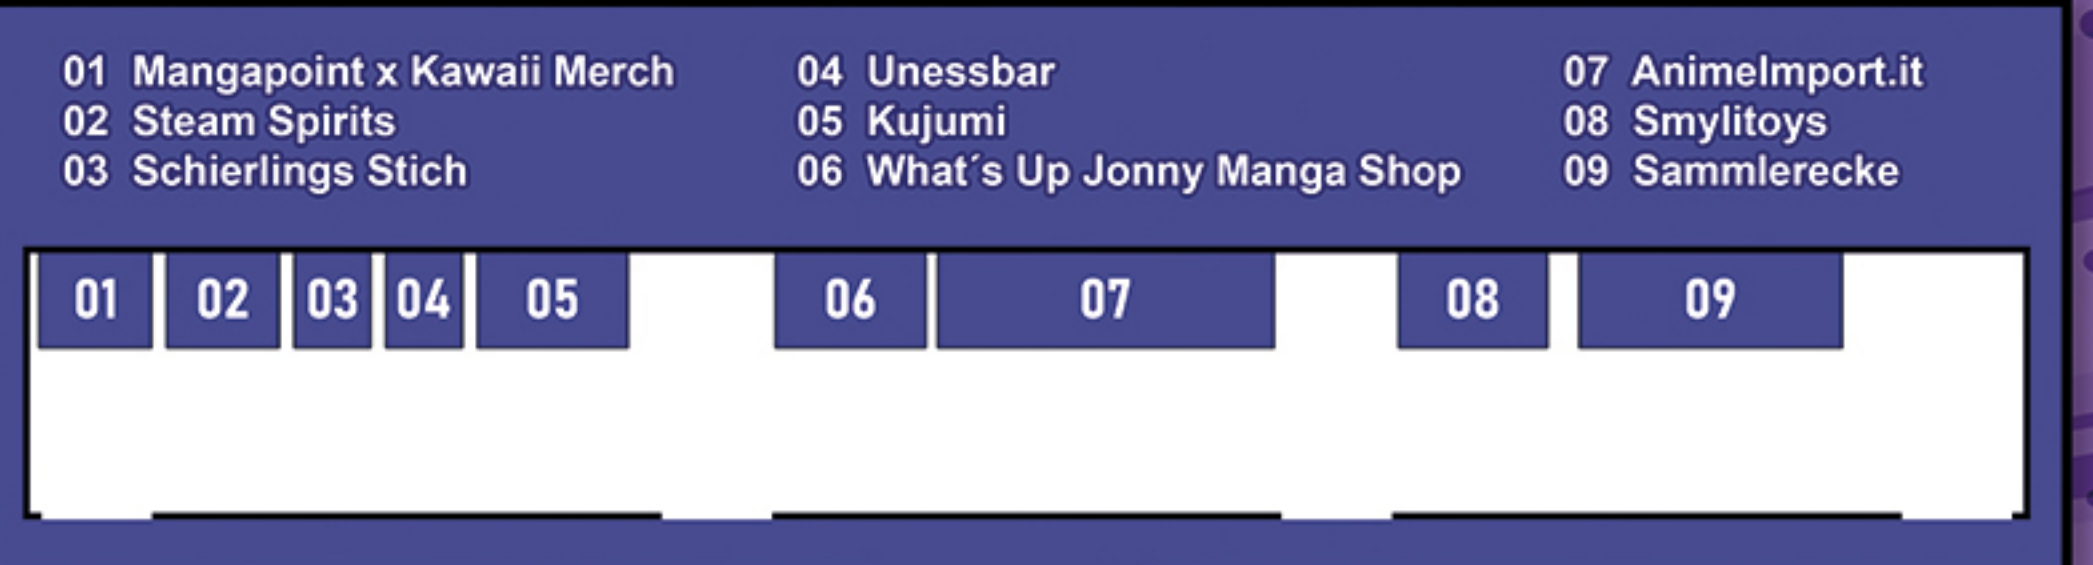 01 Mangapoint x Kawaii Merch
02 Steam Spirits
03 Schierlings Stich
04 Unessbar
05 Kujumi
06 What´s Up Jonny Manga Shop
07 AnimeImport.it
08 Smylitoys
09 Sammlerecke
01 02 03 04 05 06 07 08 09